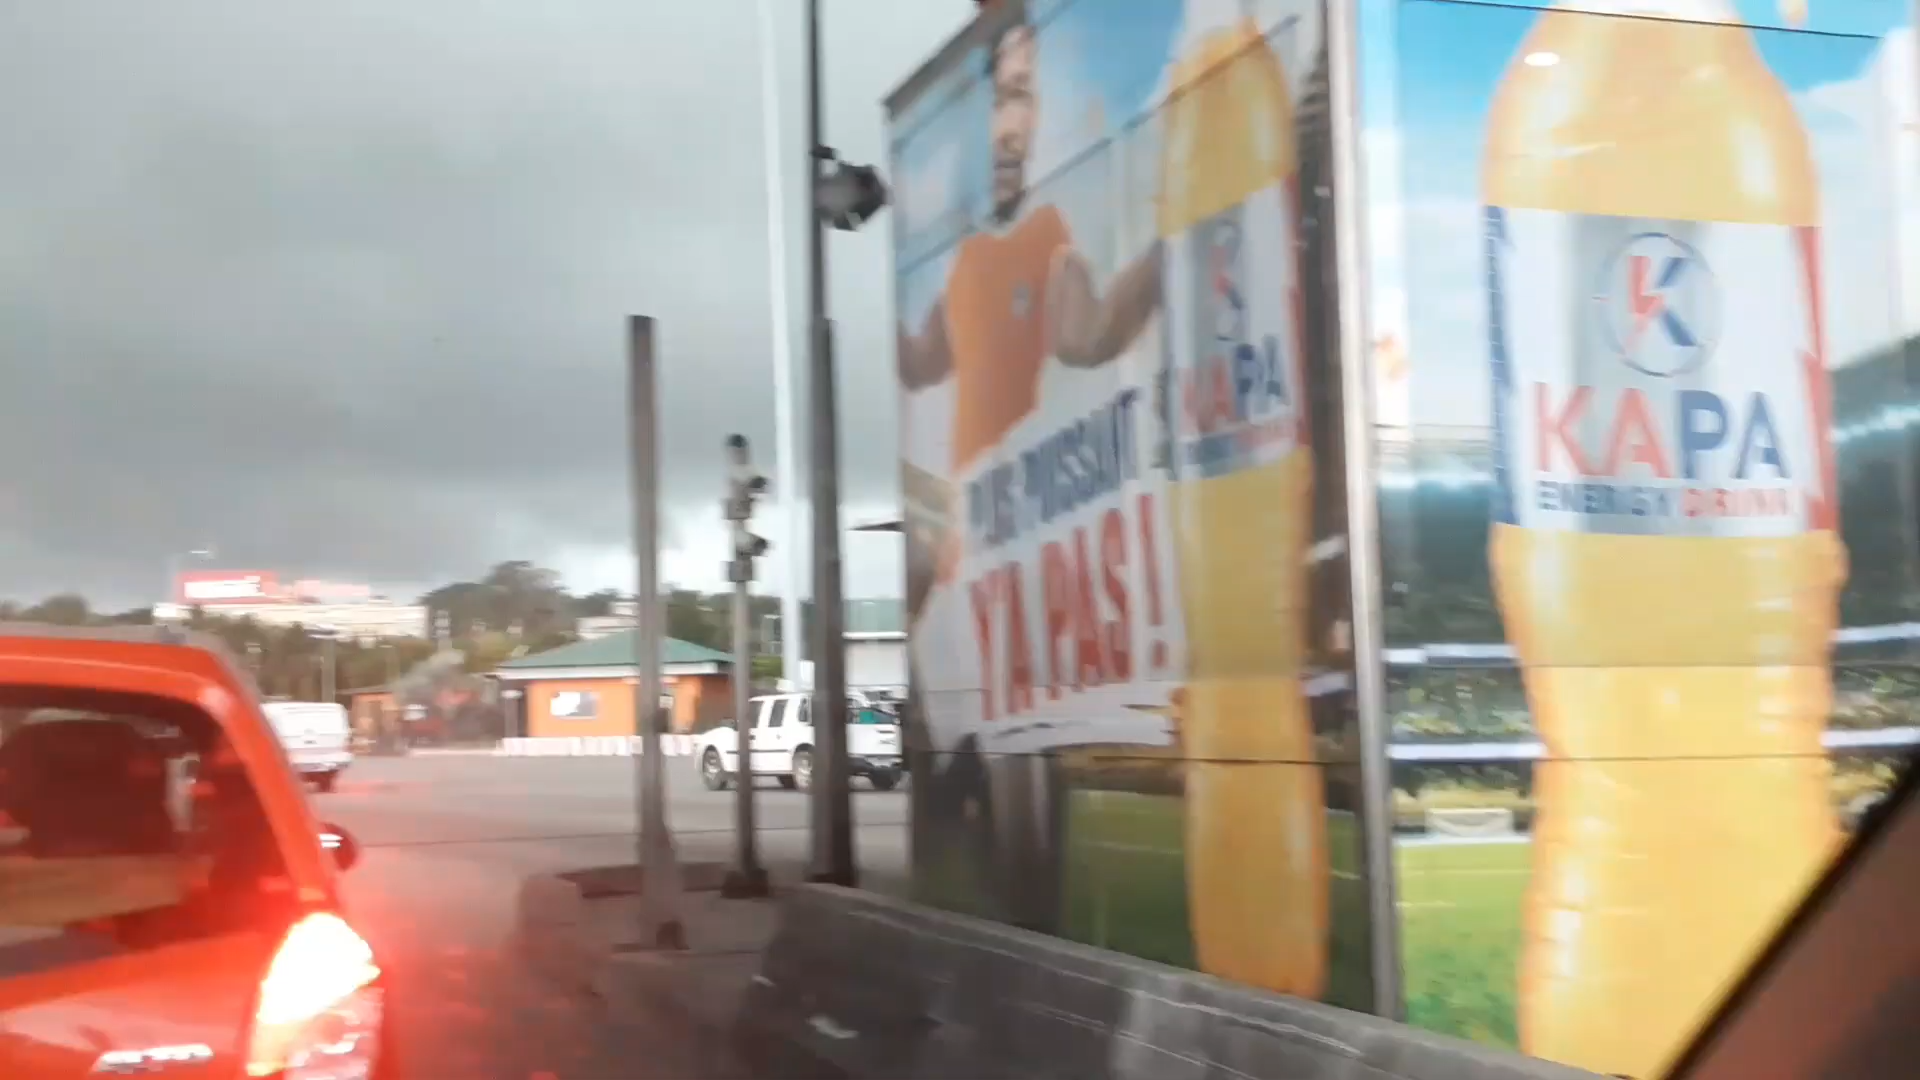 PLUS PUISSANT
Y'A PAS !
KAPA
KAPA
ENERGY DRINK